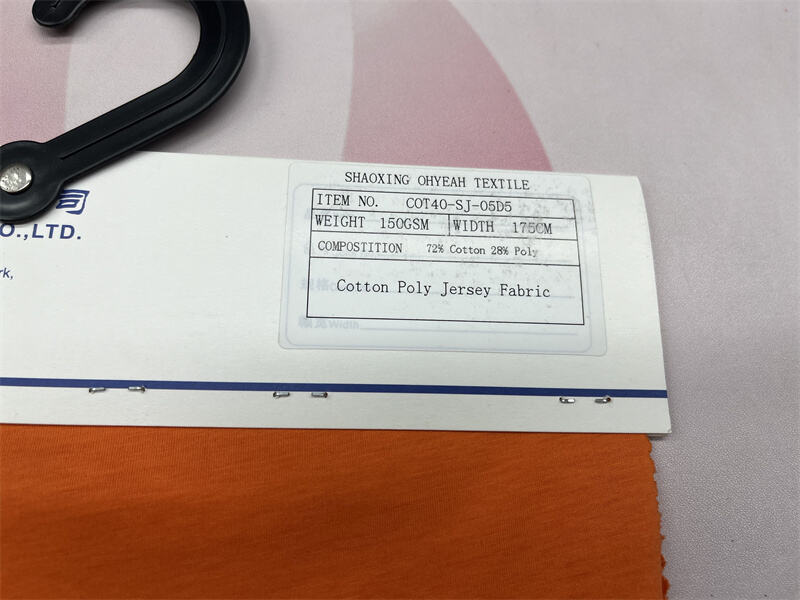 SHAOXING OHYEAH TEXTILE
ITEM NO. COT40-SJ-05D5
WEIGHT 150GSM WIDTH 175CM
COMPOSTITION 72% Cotton 28% Poly
Cotton Poly Jersey Fabric
Width
司
O.,LTD.
rk,